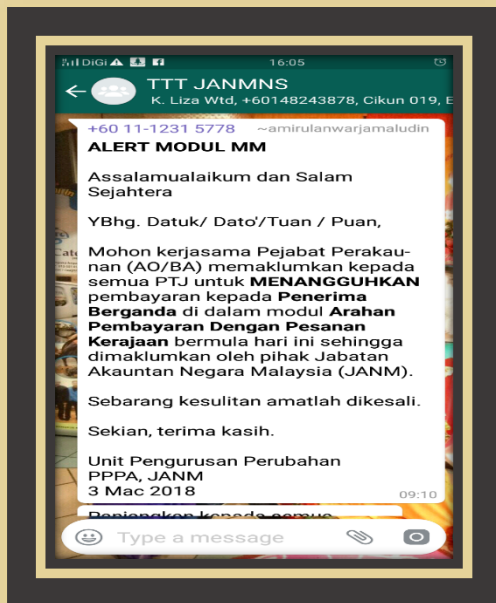 DiGi 16:05
TTT JANMNS
K. Liza Wtd, +60148243878, Cikun 019, E
+60 11-1231 5778 ~amirulanwarjamaludin
ALERT MODUL MM
Assalamualaikum dan Salam
Sejahtera
YBhg. Datuk/ Dato'/Tuan / Puan,
Mohon kerjasama Pejabat Perakau-
nan (AO/BA) memaklumkan kepada
semua PTJ untuk MENANGGUHKAN
pembayaran kepada Penerima
Berganda di dalam modul Arahan
Pembayaran Dengan Pesanan
Kerajaan bermula hari ini sehingga
dimaklumkan oleh pihak Jabatan
Akauntan Negara Malaysia (JANM).
Sebarang kesulitan amatlah dikesali.
Sekian, terima kasih.
Unit Pengurusan Perubahan
PPPA, JANM
3 Mac 2018
09:10
kepada semua
Type a message